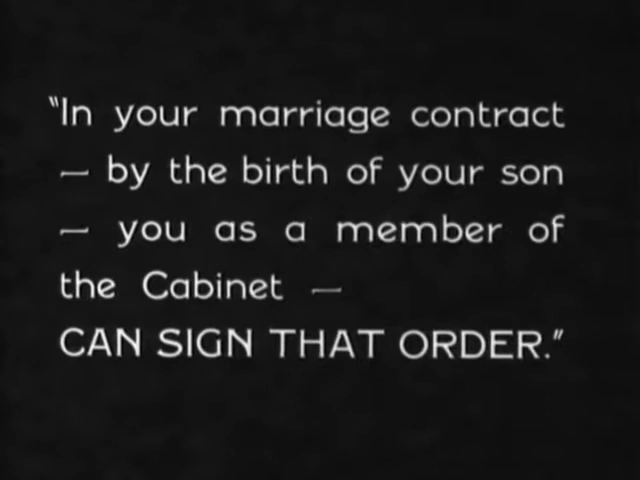 "In your marriage contract
— by the birth of your son
— you as a member of
the Cabinet —
CAN SIGN THAT ORDER."